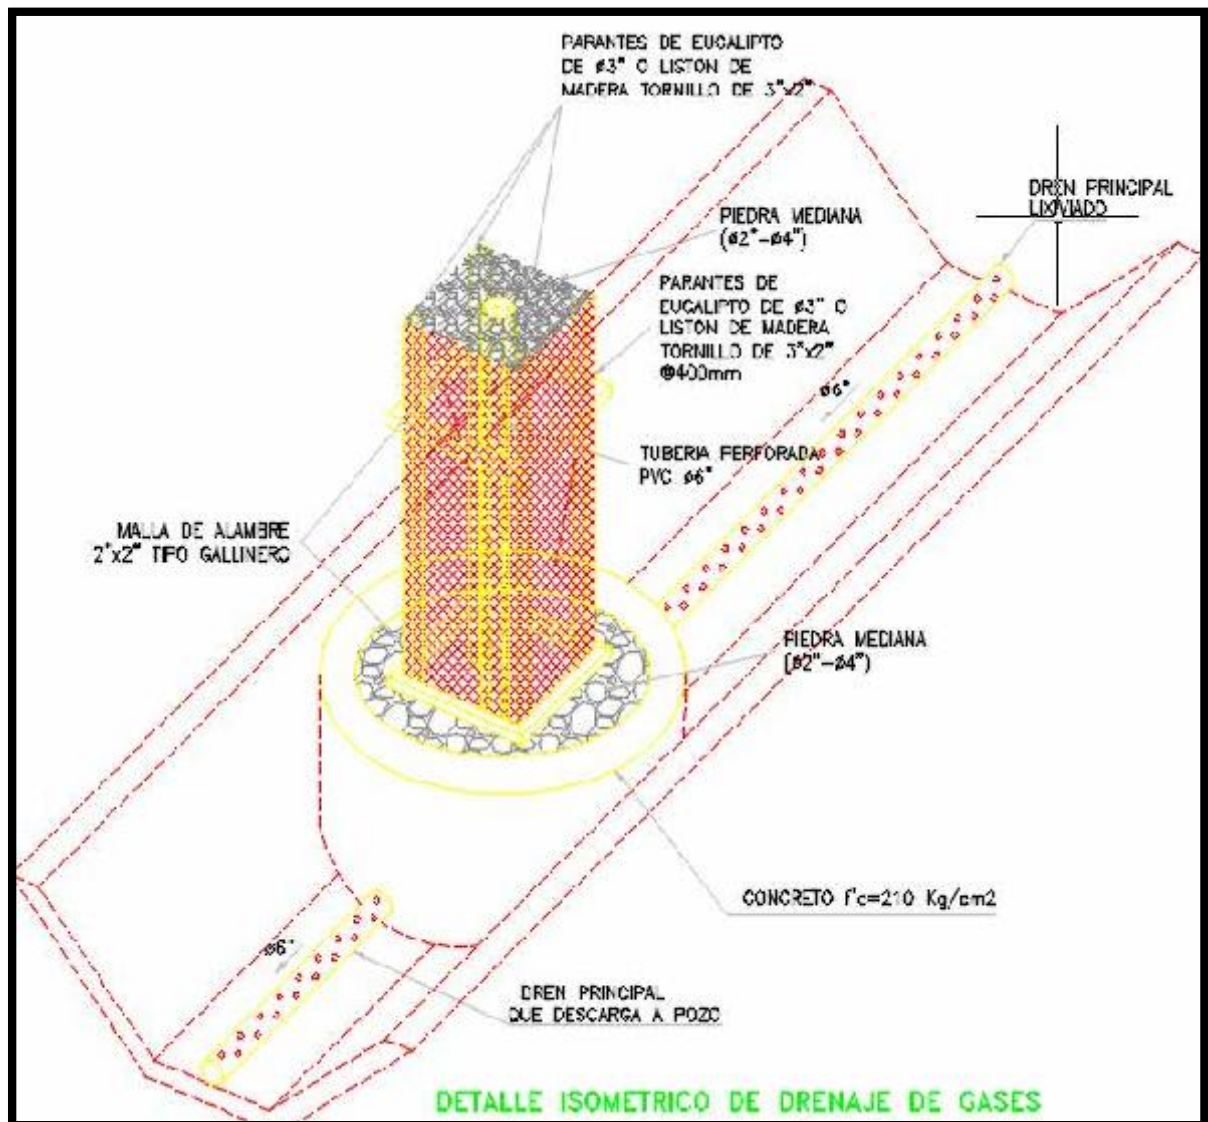 PARANTES DE EUCALIPTO
DE ø3" O LISTON DE
MADERA TORNILLO DE 3"x2"
DREN PRINCIPAL
LIXIVIADO
PIEDRA MEDIANA
(ø2"-ø4")
PARANTES DE
EUCALIPTO DE ø3" O
LISTON DE MADERA
TORNILLO DE 3"x2"
@400mm
ø6"
TUBERIA PERFORADA
PVC ø6"
MALLA DE ALAMBRE
2"x2" TIPO GALLINERO
PIEDRA MEDIANA
(ø2"-ø4")
CONCRETO f'c=210 Kg/cm2
ø6"
DREN PRINCIPAL
QUE DESCARGA A POZO
DETALLE ISOMETRICO DE DRENAJE DE GASES